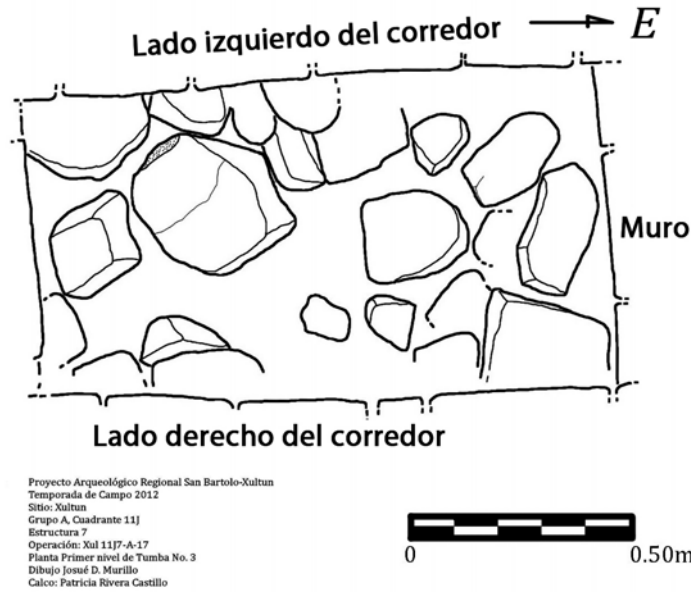 Lado izquierdo del corredor
E
Muro
Lado derecho del corredor
Proyecto Arqueológico Regional San Bartolo-Xultun
Temporada de Campo 2012
Sitio: Xultun
Grupo A, Cuadrante 11J
Estructura 7
Operación: Xul 11J7-A-17
Planta Primer nivel de Tumba No. 3
Dibujo Josué D. Murillo
Calco: Patricia Rivera Castillo
0 0.50m